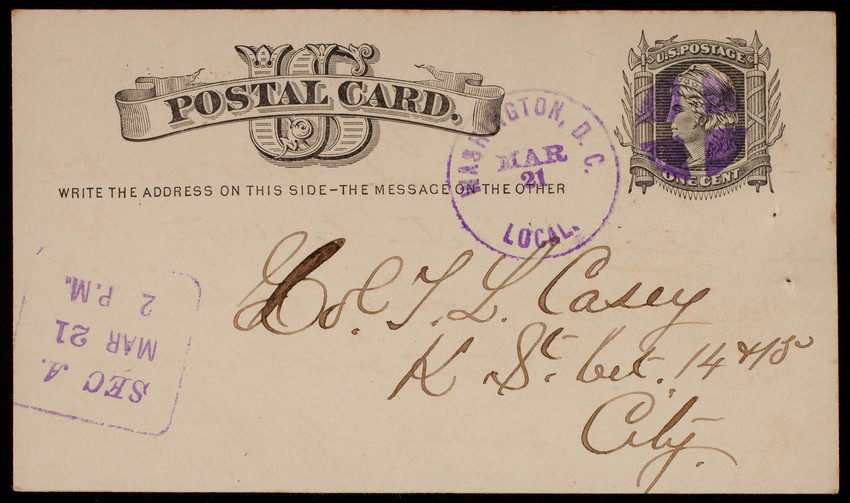 US
POSTAL CARD.
WRITE THE ADDRESS ON THIS SIDE–THE MESSAGE ON THE OTHER
U.S. POSTAGE
ONE CENT
WASHINGTON, D.C.
MAR
21
LOCAL.
Col. T. L. Casey
K St. bet. 14 & 15
City.
SEC A.
MAR 21
2 P.M.